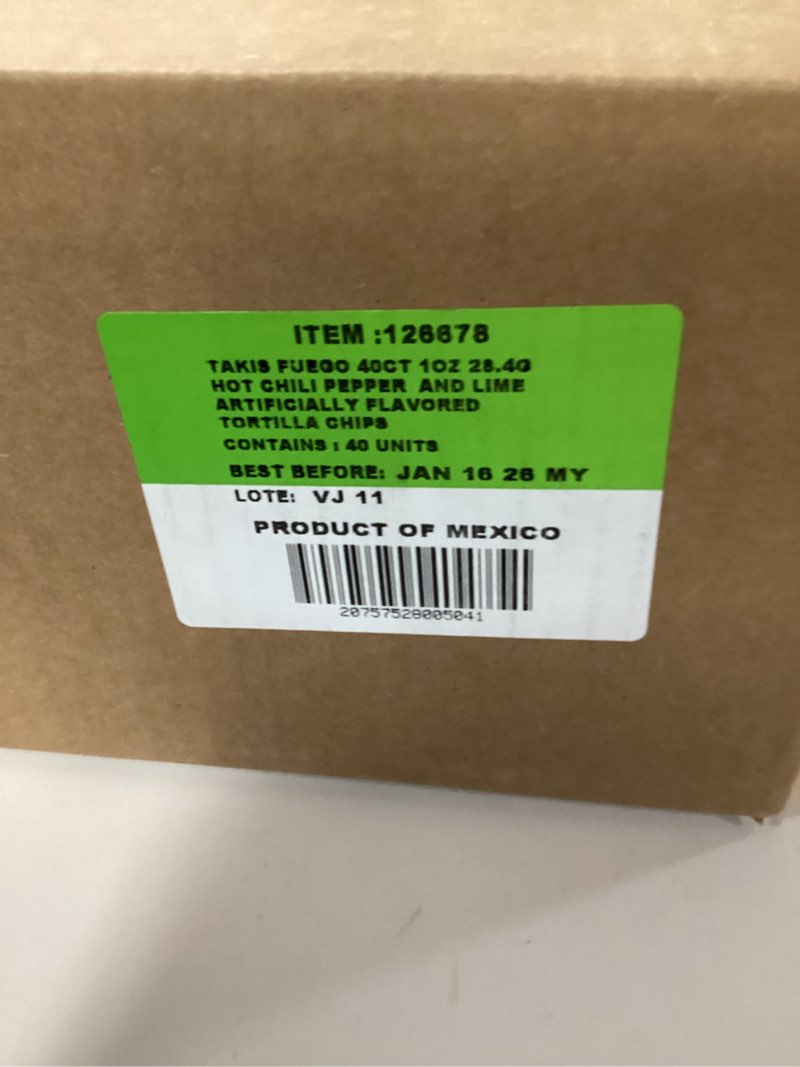 ITEM :126678
TAKIS FUEGO 40CT 1OZ 28.4G
HOT CHILI PEPPER AND LIME
ARTIFICIALLY FLAVORED
TORTILLA CHIPS
CONTAINS : 40 UNITS
BEST BEFORE: JAN 16 26 MY
LOTE: VJ 11
PRODUCT OF MEXICO
20757528005041